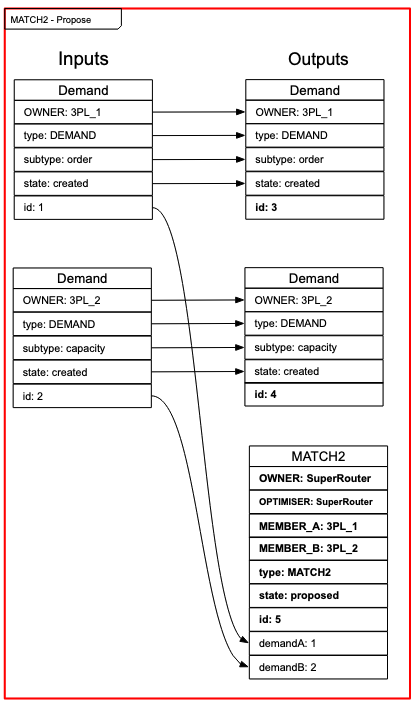 MATCH2 - Propose
Inputs
Outputs
Demand
OWNER: 3PL_1
type: DEMAND
subtype: order
state: created
id: 1
Demand
OWNER: 3PL_1
type: DEMAND
subtype: order
state: created
id: 3
Demand
OWNER: 3PL_2
type: DEMAND
subtype: capacity
state: created
id: 2
Demand
OWNER: 3PL_2
type: DEMAND
subtype: capacity
state: created
id: 4
MATCH2
OWNER: SuperRouter
OPTIMISER: SuperRouter
MEMBER_A: 3PL_1
MEMBER_B: 3PL_2
type: MATCH2
state: proposed
id: 5
demandA: 1
demandB: 2